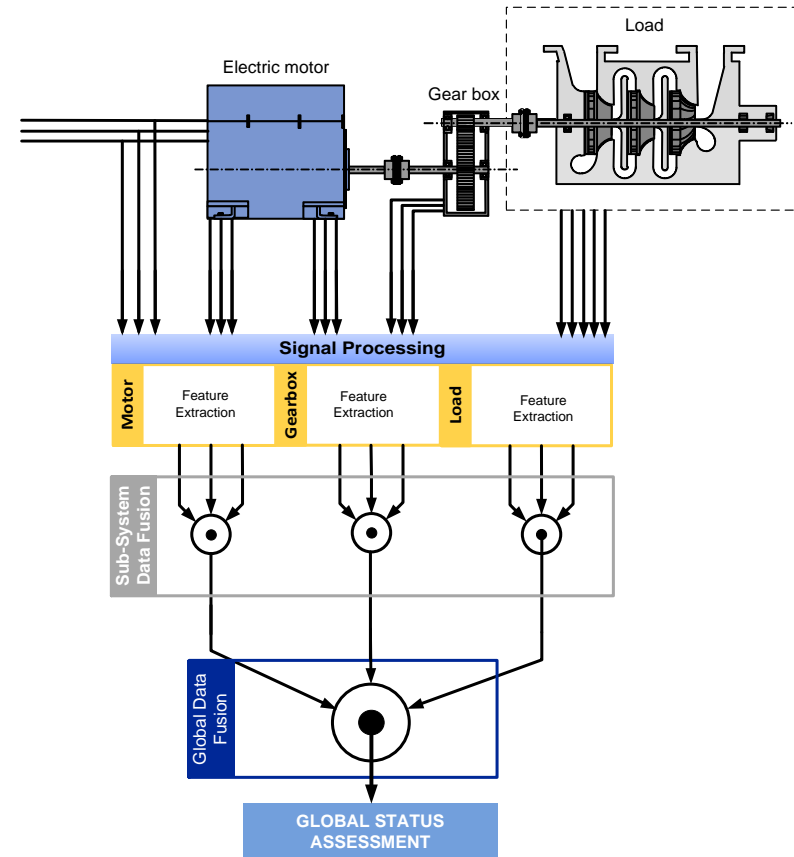 Load
Electric motor
Gear box
Signal Processing
Motor
Feature
Extraction
Gearbox
Feature
Extraction
Load
Feature
Extraction
Sub-System
Data Fusion
Global Data
Fusion
GLOBAL STATUS
ASSESSMENT